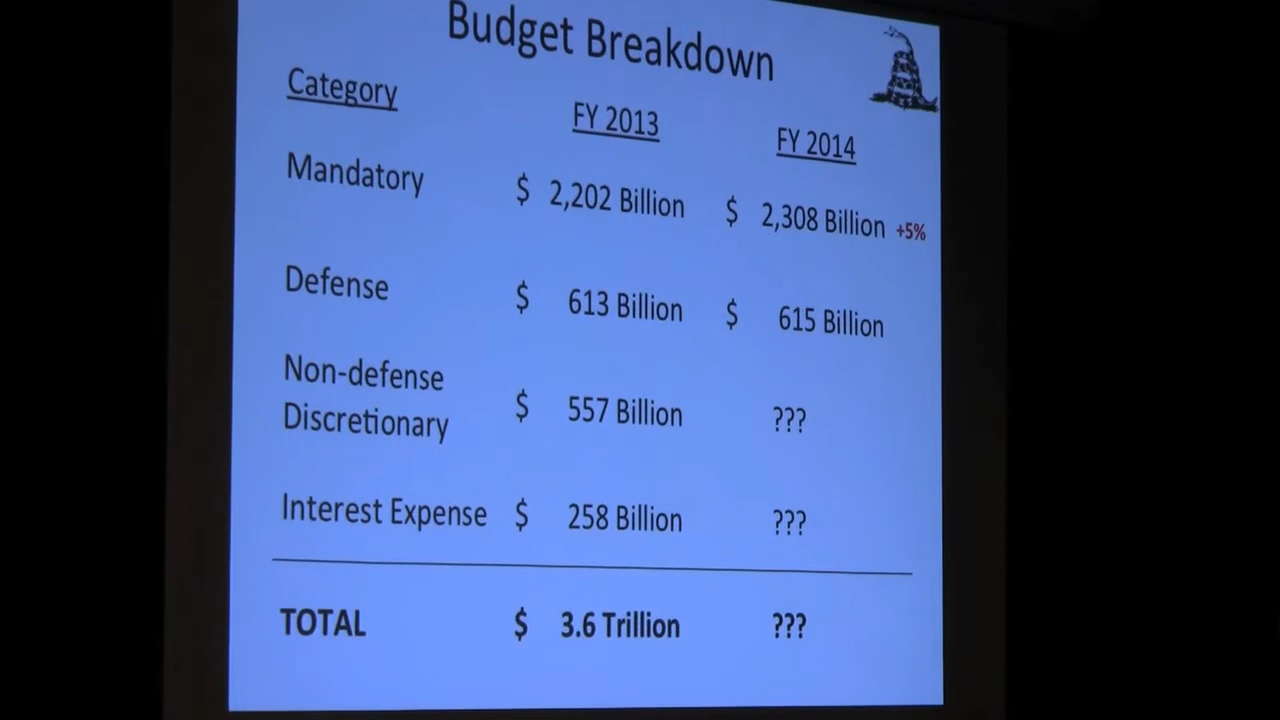 Budget Breakdown
Category FY 2013 FY 2014
Mandatory $ 2,202 Billion $ 2,308 Billion +5%
Defense $ 613 Billion $ 615 Billion
Non-defense
Discretionary $ 557 Billion ???
Interest Expense $ 258 Billion ???
TOTAL $ 3.6 Trillion ???